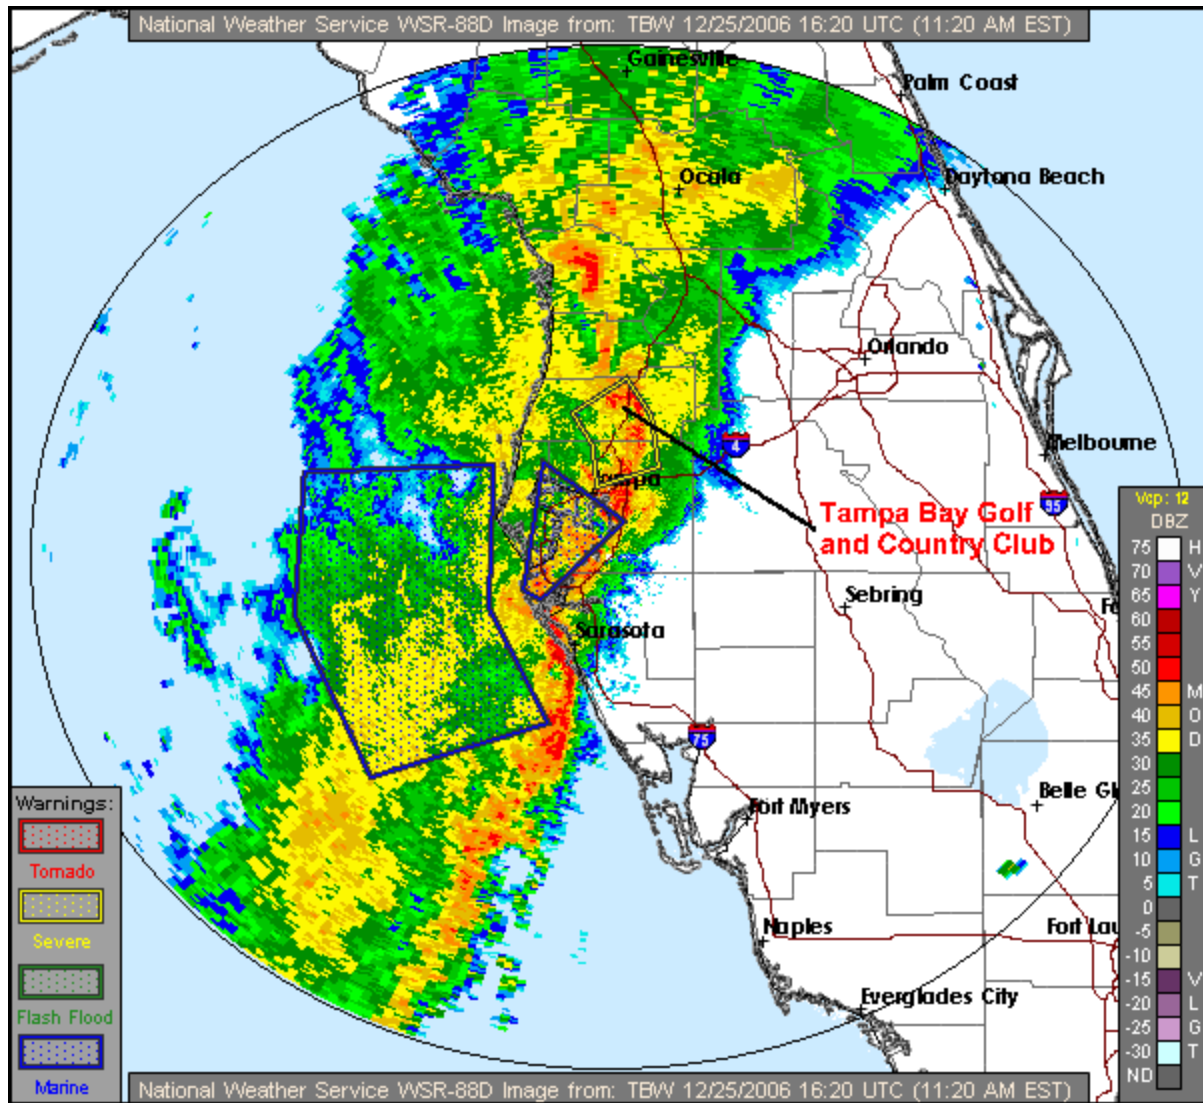 National Weather Service WSR-88D Image from: TBW 12/25/2006 16:20 UTC (11:20 AM EST)
Gainesville
Palm Coast
Ocala
Daytona Beach
Orlando
4
Melbourne
95
Tampa Bay Golf
and Country Club
Sebring
Sarasota
75
Fort Myers
Belle Gl
Naples
Fort Lau
Everglades City
Warnings:
Tornado
Severe
Flash Flood
Marine
Vcp: 12
DBZ
75 H
70 V
65 Y
60
55
50
45 M
40 O
35 D
30
25
20
15 L
10 G
5 T
0
-5
-10
-15 V
-20 L
-25 G
-30 T
ND
National Weather Service WSR-88D Image from: TBW 12/25/2006 16:20 UTC (11:20 AM EST)